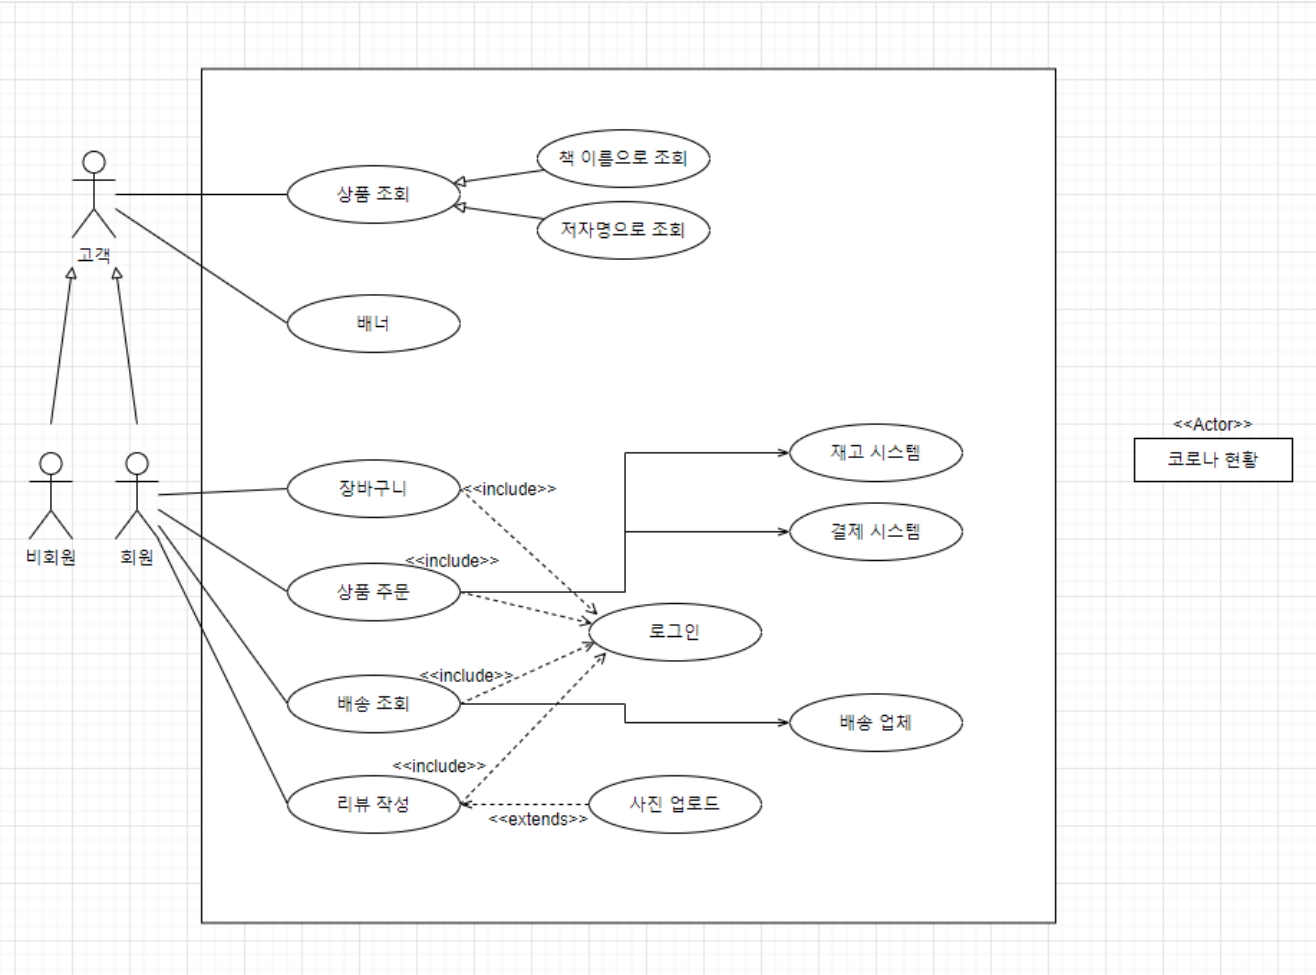 책 이름으로 조회
상품 조회
저자명으로 조회
고객
배너
<<Actor>>
재고 시스템
코로나 현황
장바구니
<<include>>
결제 시스템
비회원
회원
<<include>>
상품 주문
로그인
<<include>>
배송 조회
배송 업체
<<include>>
리뷰 작성
사진 업로드
<<extends>>